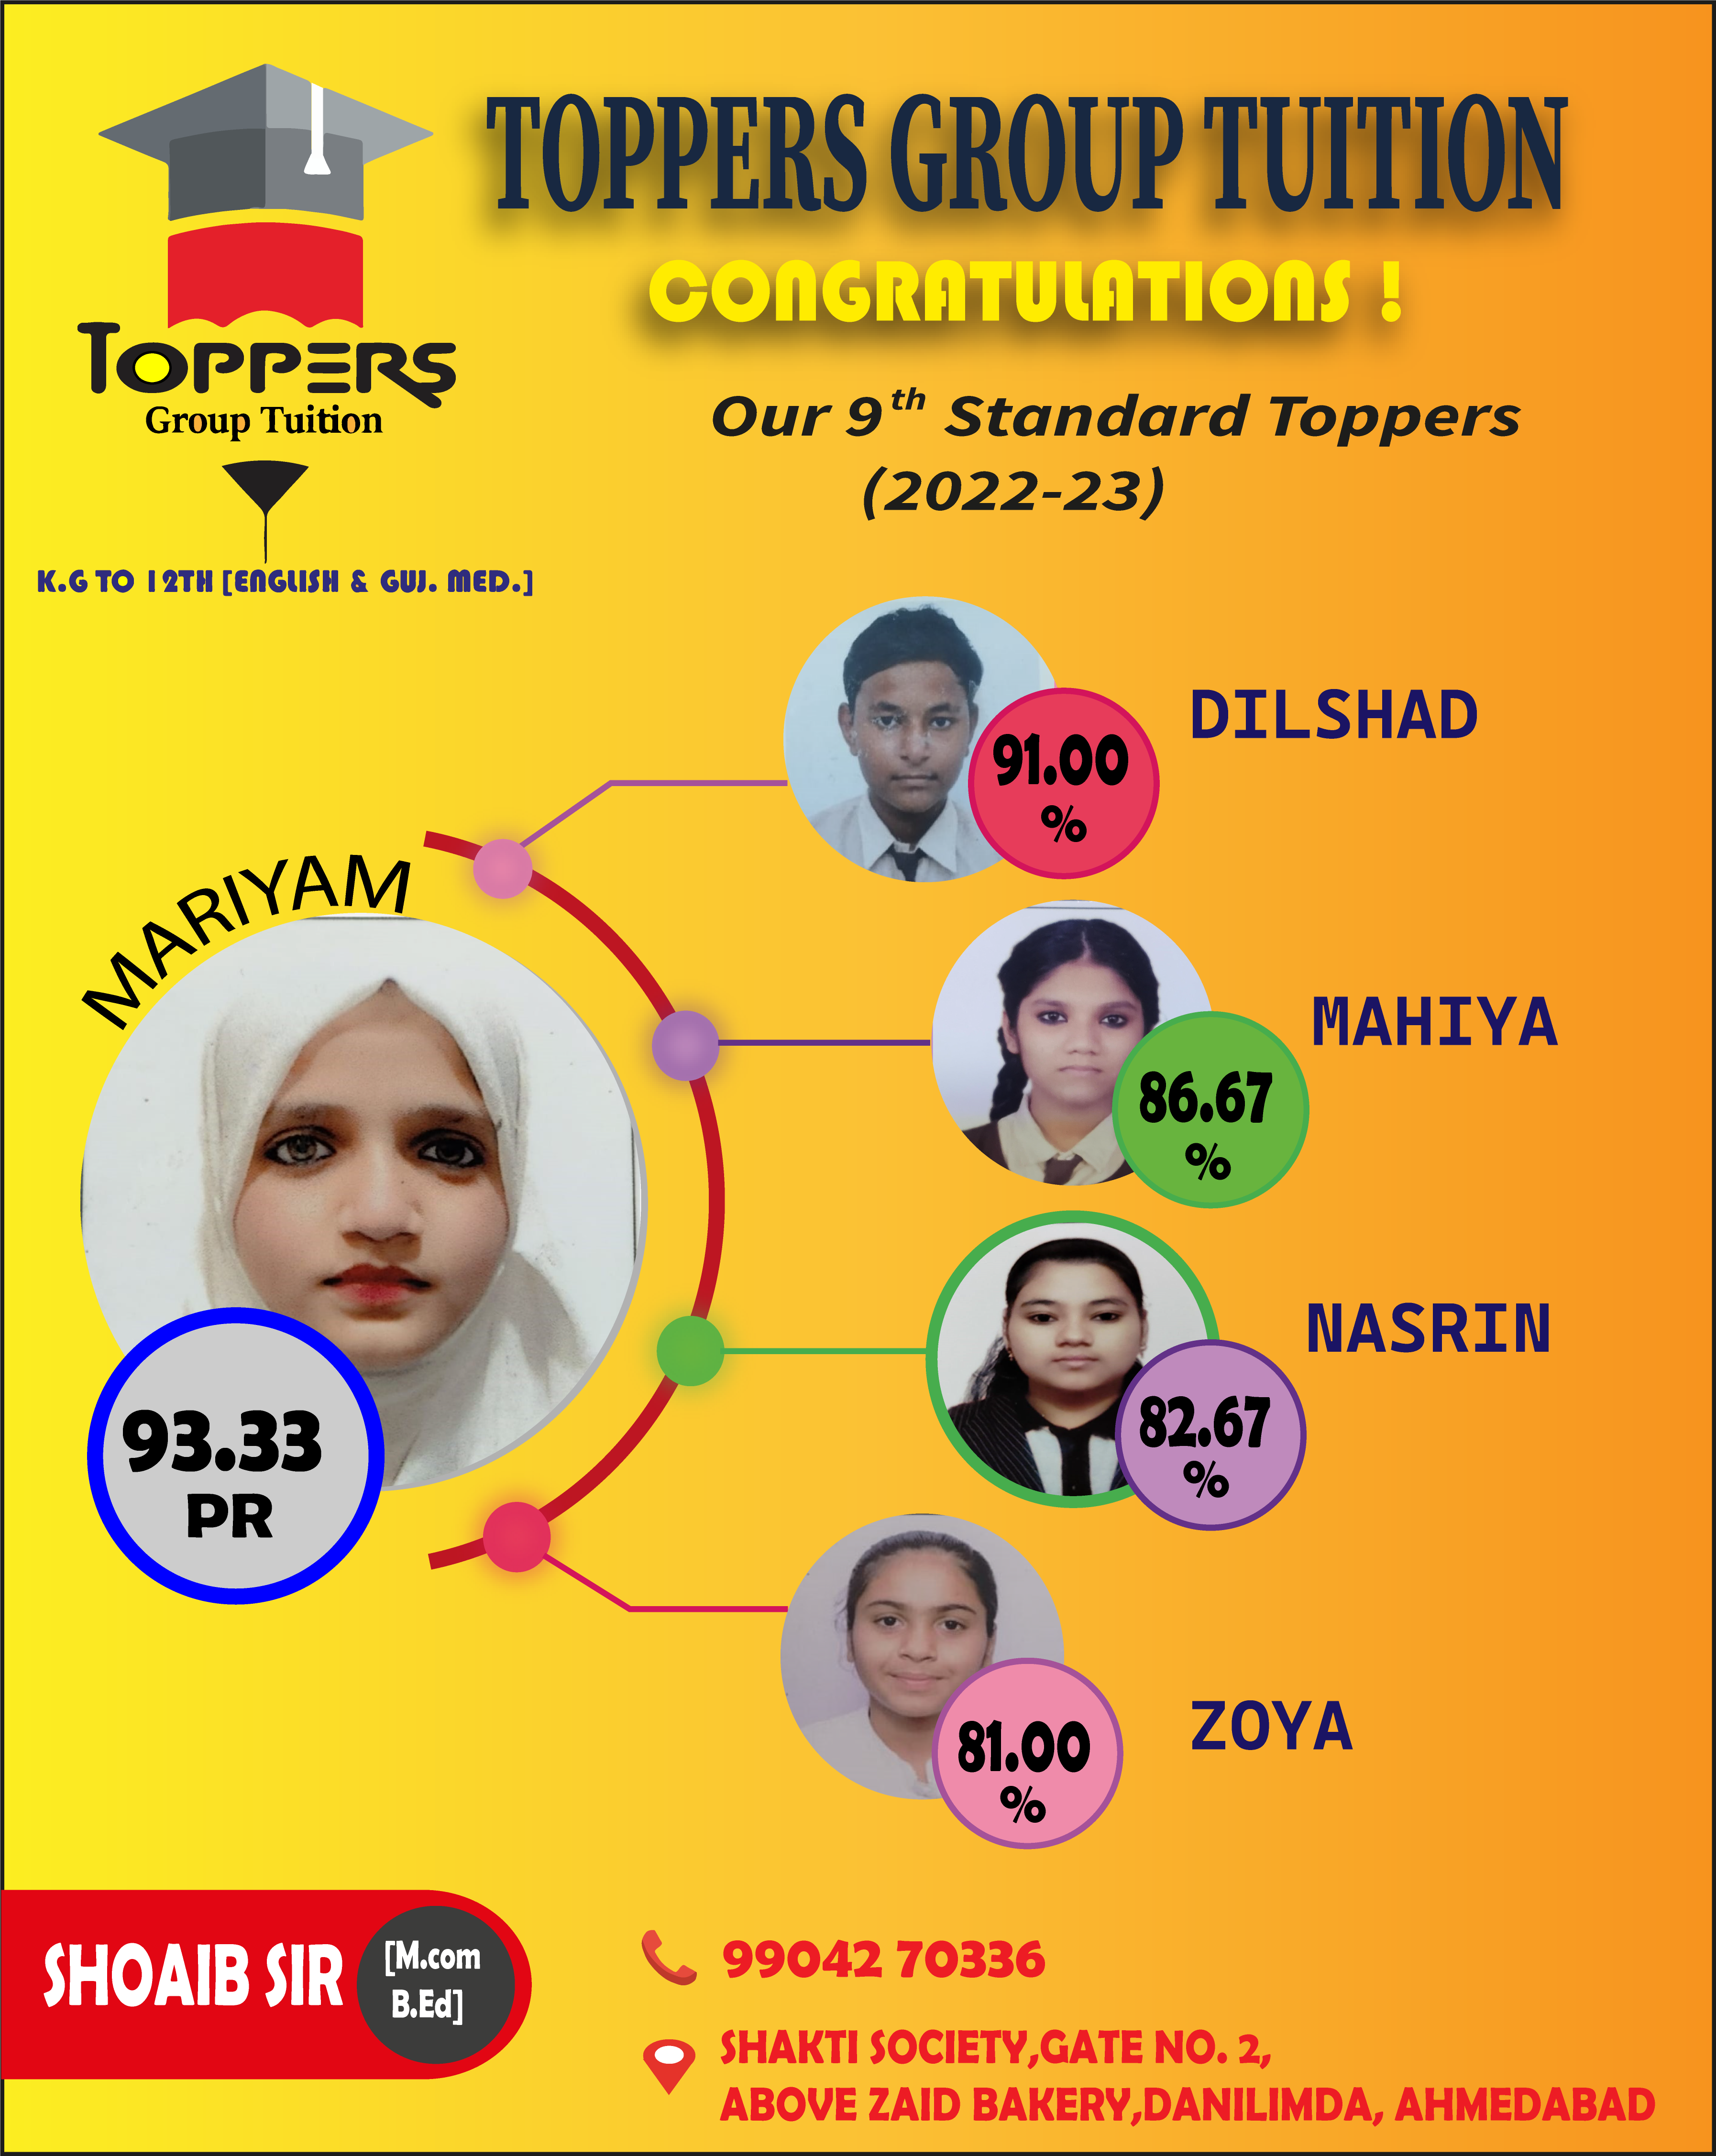 TOPPERS GROUP TUITION
CONGRATULATIONS !
Our 9th Standard Toppers
(2022-23)
TOPPERS
Group Tuition
K.G TO 12TH [ENGLISH & GUJ. MED.]
DILSHAD
91.00
%
MARIYAM
93.33
PR
MAHIYA
86.67
%
NASRIN
82.67
%
ZOYA
81.00
%
SHOAIB SIR
[M.com
B.Ed]
99042 70336
SHAKTI SOCIETY,GATE NO. 2,
ABOVE ZAID BAKERY,DANILIMDA, AHMEDABAD